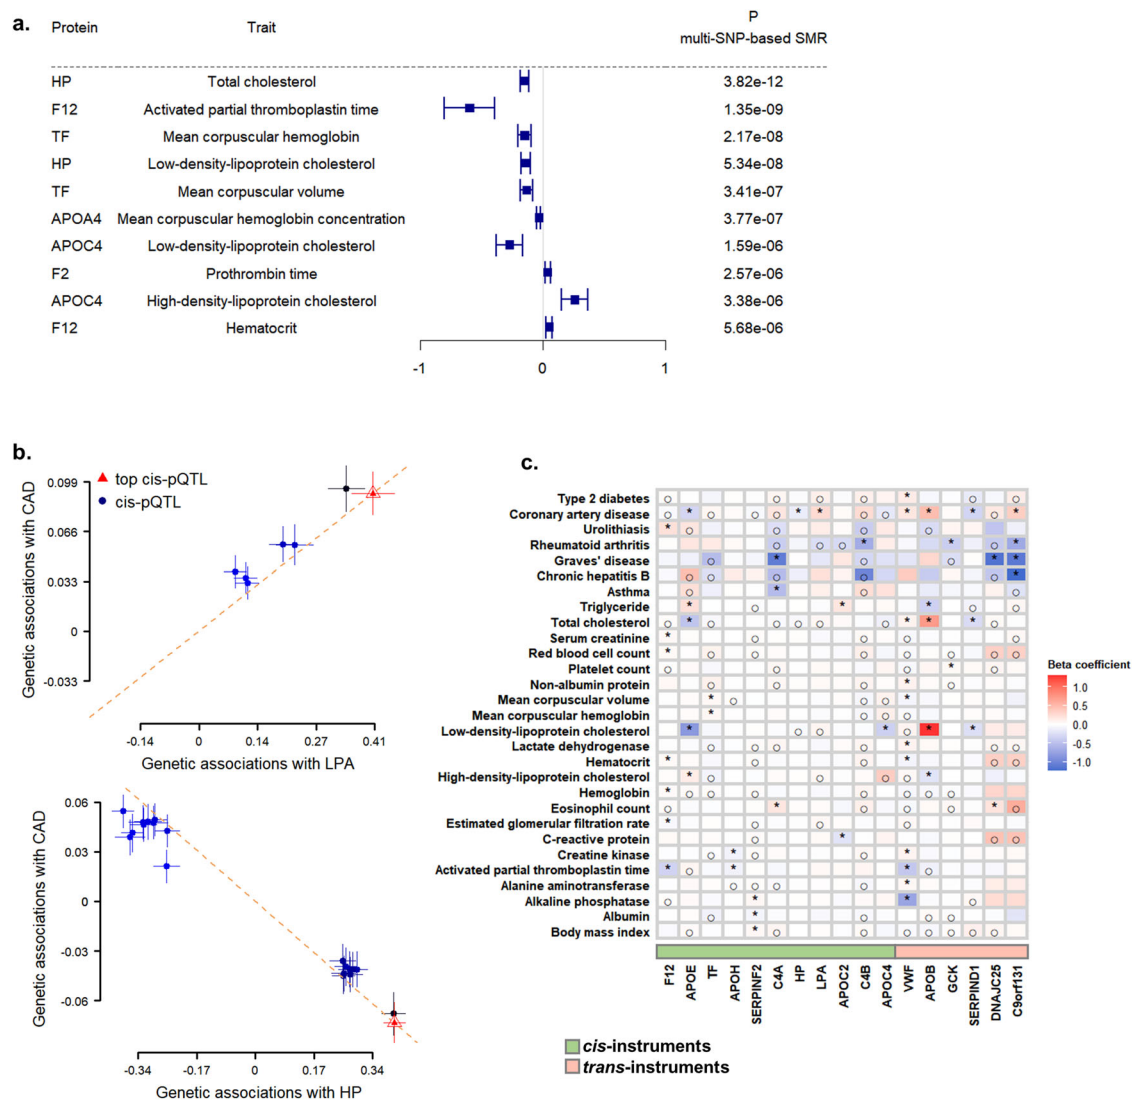 a.
Protein Trait P
multi-SNP-based SMR
HP Total cholesterol 3.82e-12
F12 Activated partial thromboplastin time 1.35e-09
TF Mean corpuscular hemoglobin 2.17e-08
HP Low-density-lipoprotein cholesterol 5.34e-08
TF Mean corpuscular volume 3.41e-07
APOA4 Mean corpuscular hemoglobin concentration 3.77e-07
APOC4 Low-density-lipoprotein cholesterol 1.59e-06
F2 Prothrombin time 2.57e-06
APOC4 High-density-lipoprotein cholesterol 3.38e-06
F12 Hematocrit 5.68e-06
-1 0 1
b.
Genetic associations with CAD
0.099
0.066
0.033
0
-0.033
top cis-pQTL
cis-pQTL
-0.14 0 0.14 0.27 0.41
Genetic associations with LPA
Genetic associations with CAD
0.06
0.03
0
-0.03
-0.06
-0.34 -0.17 0 0.17 0.34
Genetic associations with HP
c.
Type 2 diabetes
Coronary artery disease
Urolithiasis
Rheumatoid arthritis
Graves' disease
Chronic hepatitis B
Asthma
Triglyceride
Total cholesterol
Serum creatinine
Red blood cell count
Platelet count
Non-albumin protein
Mean corpuscular volume
Mean corpuscular hemoglobin
Low-density-lipoprotein cholesterol
Lactate dehydrogenase
Hematocrit
High-density-lipoprotein cholesterol
Hemoglobin
Eosinophil count
Estimated glomerular filtration rate
C-reactive protein
Creatine kinase
Activated partial thromboplastin time
Alanine aminotransferase
Alkaline phosphatase
Albumin
Body mass index
F12
APOE
TF
APOH
SERPINF2
C4A
HP
LPA
APOC2
C4B
APOC4
VWF
APOB
GCK
SERPIND1
DNAJC25
C9orf131
Beta coefficient
1.0
0.5
0.0
-0.5
-1.0
cis-instruments
trans-instruments